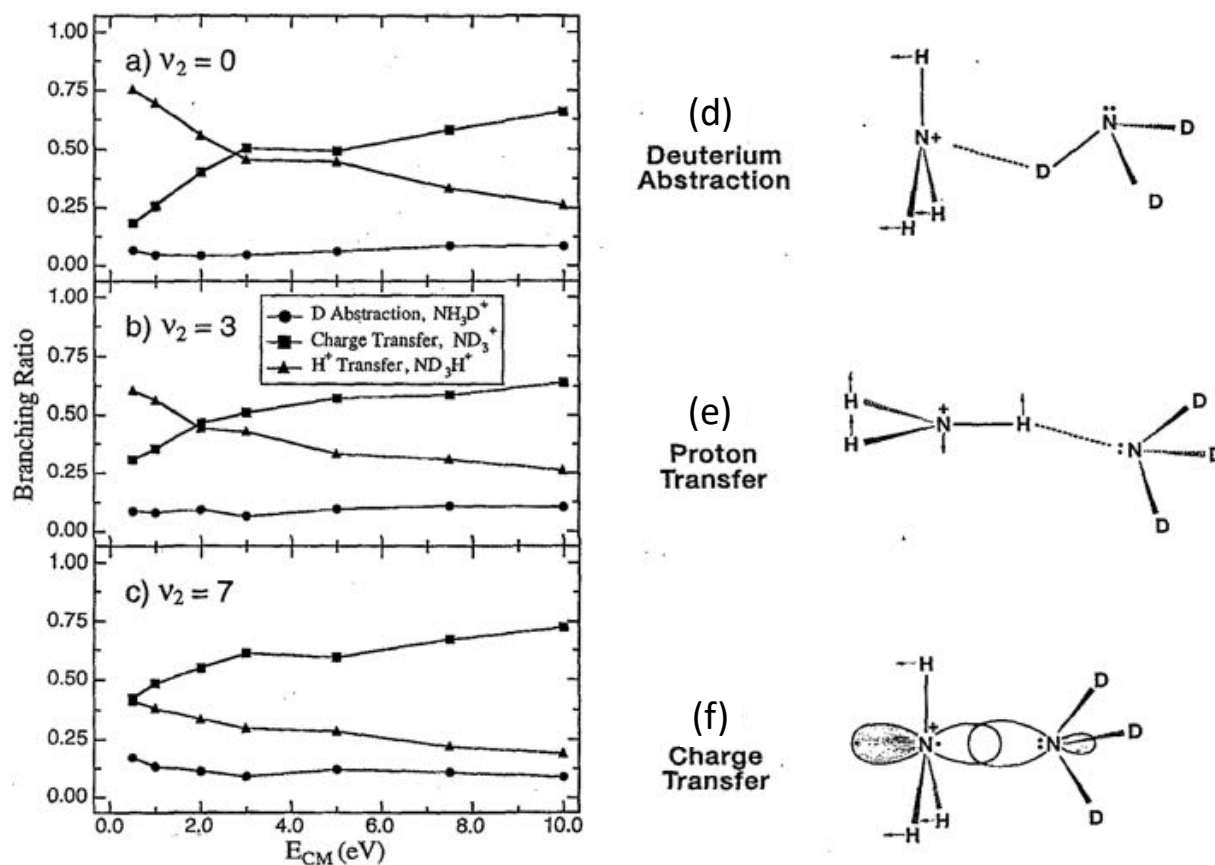 1.00
0.75
0.50
0.25
0.00
a) ν₂ = 0
1.00
0.75
0.50
0.25
0.00
b) ν₂ = 3
D Abstraction, NH₃D⁺
Charge Transfer, ND₃⁺
H⁺ Transfer, ND₃H⁺
1.00
0.75
0.50
0.25
0.00
c) ν₂ = 7
0.0 2.0 4.0 6.0 8.0 10.0
E_CM (eV)
Branching Ratio
(d)
Deuterium
Abstraction
H
N+
H
H
D
N
D
D
(e)
Proton
Transfer
H
H
N
+
H
:N
D
D
D
(f)
Charge
Transfer
H
N
+
H
H
:N
D
D
D